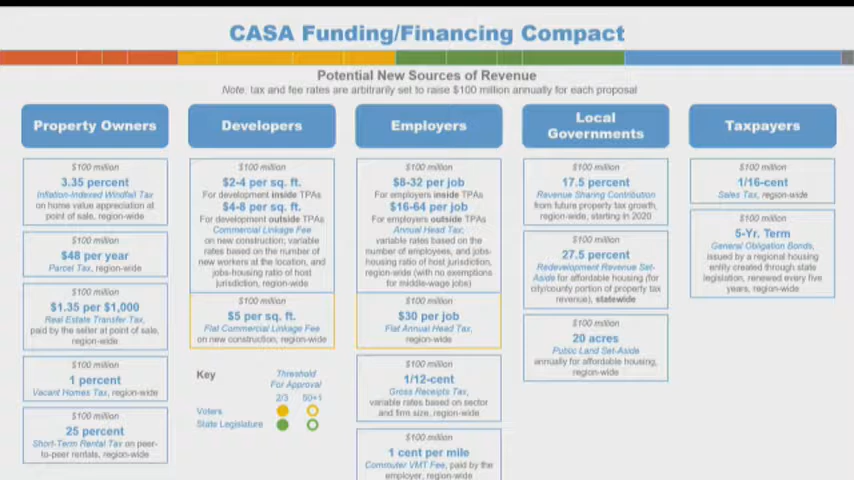 CASA Funding/Financing Compact
Potential New Sources of Revenue
Note: tax and fee rates are arbitrarily set to raise $100 million annually for each proposal
Property Owners
$100 million
3.35 percent
Inflation-Indexed Windfall Tax
on home value appreciation at
point of sale, region-wide
$100 million
$48 per year
Parcel Tax, region-wide
$100 million
$1.35 per $1,000
Real Estate Transfer Tax,
paid by the seller at point of sale,
region-wide
$100 million
1 percent
Vacant Homes Tax, region-wide
$100 million
25 percent
Short-Term Rental Tax on peer-
to-peer rentals, region-wide
Developers
$100 million
$2-4 per sq. ft.
For development inside TPAs
$4-8 per sq. ft.
For development outside TPAs
Commercial Linkage Fee
on new construction; variable
rates based on the number of
new workers at the location, and
jobs-housing ratio of host
jurisdiction, region-wide
$100 million
$5 per sq. ft.
Flat Commercial Linkage Fee
on new construction, region-wide
Key
Threshold
For Approval
2/3 50+1
Voters
State Legislature
Employers
$100 million
$8-32 per job
For employers inside TPAs
$16-64 per job
For employers outside TPAs
Annual Head Tax;
variable rates based on the
number of employees, and jobs-
housing ratio of host jurisdiction,
region-wide (with no exemptions
for middle-wage jobs)
$100 million
$30 per job
Flat Annual Head Tax,
region-wide
$100 million
1/12-cent
Gross Receipts Tax,
variable rates based on sector
and firm size, region-wide
$100 million
1 cent per mile
Commuter VMT Fee, paid by the
employer, region-wide
Local
Governments
$100 million
17.5 percent
Revenue Sharing Contribution
from future property tax growth,
region-wide, starting in 2020
$100 million
27.5 percent
Redevelopment Revenue Set-
Aside for affordable housing (for
city/county portion of property tax
revenue), statewide
$100 million
20 acres
Public Land Set-Aside
annually for affordable housing,
region-wide
Taxpayers
$100 million
1/16-cent
Sales Tax, region-wide
$100 million
5-Yr. Term
General Obligation Bonds,
issued by a regional housing
entity created through state
legislation, renewed every five
years, region-wide